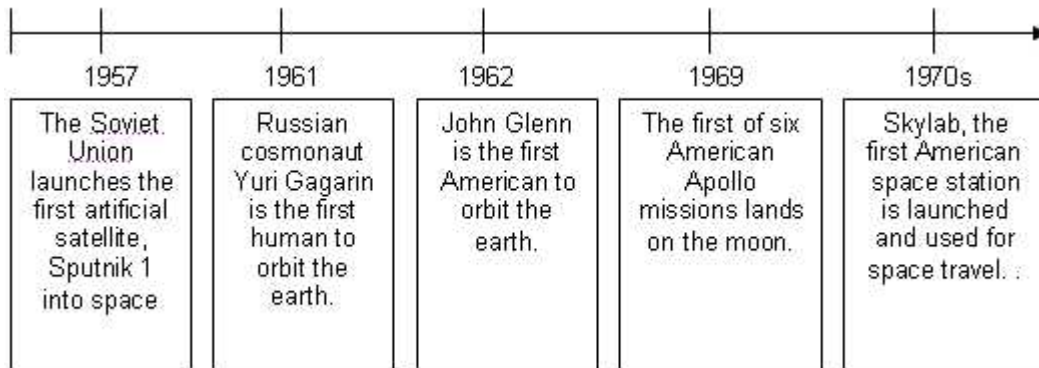 1957
1961
1962
1969
1970s
The Soviet
Union
launches the
first artificial
satellite,
Sputnik 1
into space
Russian
cosmonaut
Yuri Gagarin
is the first
human to
orbit the
earth.
John Glenn
is the first
American to
orbit the
earth.
The first of six
American
Apollo
missions lands
on the moon.
Skylab, the
first American
space station
is launched
and used for
space travel. .